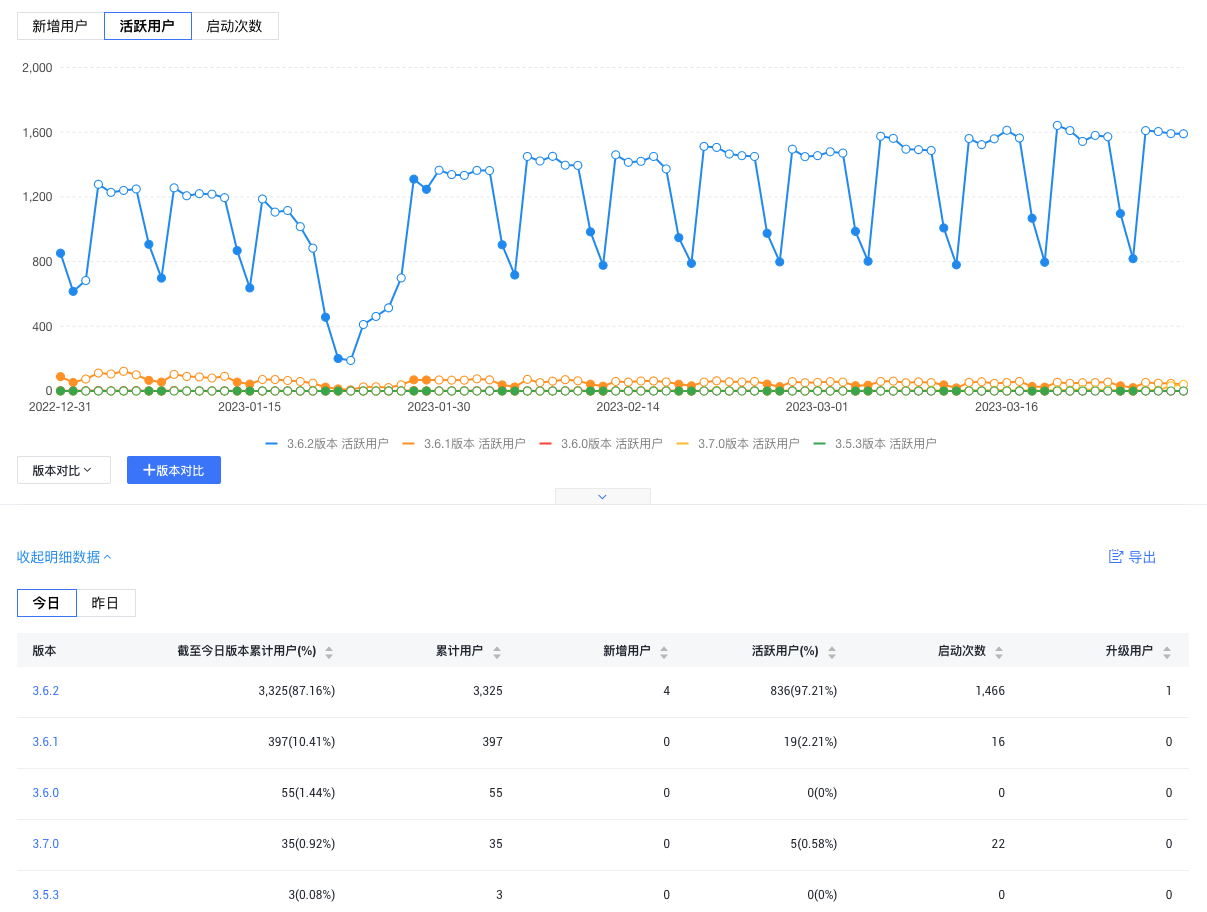 新增用户 活跃用户 启动次数
2,000
1,600
1,200
800
400
0
2022-12-31 2023-01-15 2023-01-30 2023-02-14 2023-03-01 2023-03-16
3.6.2版本 活跃用户 3.6.1版本 活跃用户 3.6.0版本 活跃用户 3.7.0版本 活跃用户 3.5.3版本 活跃用户
版本对比 +版本对比
收起明细数据 导出
今日 昨日
版本 截至今日版本累计用户(%) 累计用户 新增用户 活跃用户(%) 启动次数 升级用户
3.6.2 3,325(87.16%) 3,325 4 836(97.21%) 1,466 1
3.6.1 397(10.41%) 397 0 19(2.21%) 16 0
3.6.0 55(1.44%) 55 0 0(0%) 0 0
3.7.0 35(0.92%) 35 0 5(0.58%) 22 0
3.5.3 3(0.08%) 3 0 0(0%) 0 0